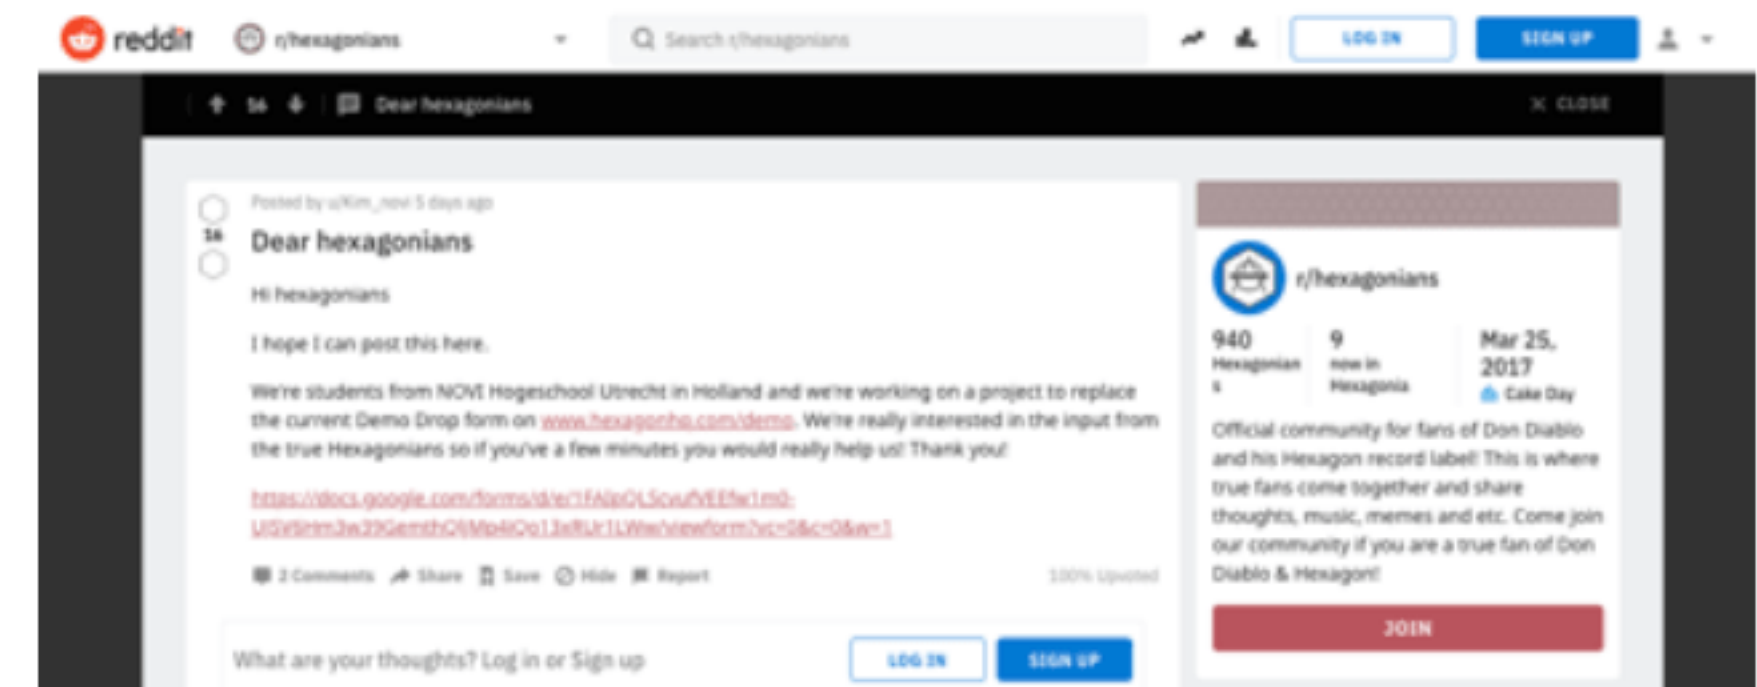 reddit r/hexagonians Search r/hexagonians LOG IN SIGN UP
16 Dear hexagonians CLOSE
Posted by u/Kim_novi 5 days ago
16
Dear hexagonians
Hi hexagonians
I hope I can post this here.
We're students from NOVI Hogeschool Utrecht in Holland and we're working on a project to replace
the current Demo Drop form on www.hexagonhq.com/demo. We're really interested in the input from
the true Hexagonians so if you've a few minutes you would really help us! Thank you!
2 Comments Share Save Hide Report 100% Upvoted
What are your thoughts? Log in or Sign up LOG IN SIGN UP
r/hexagonians
940 9 Mar 25,
2017
Hexagonian
s
now in
Hexagonia
Cake Day
Official community for fans of Don Diablo
and his Hexagon record label! This is where
true fans come together and share
thoughts, music, memes and etc. Come join
our community if you are a true fan of Don
Diablo & Hexagon!
JOIN